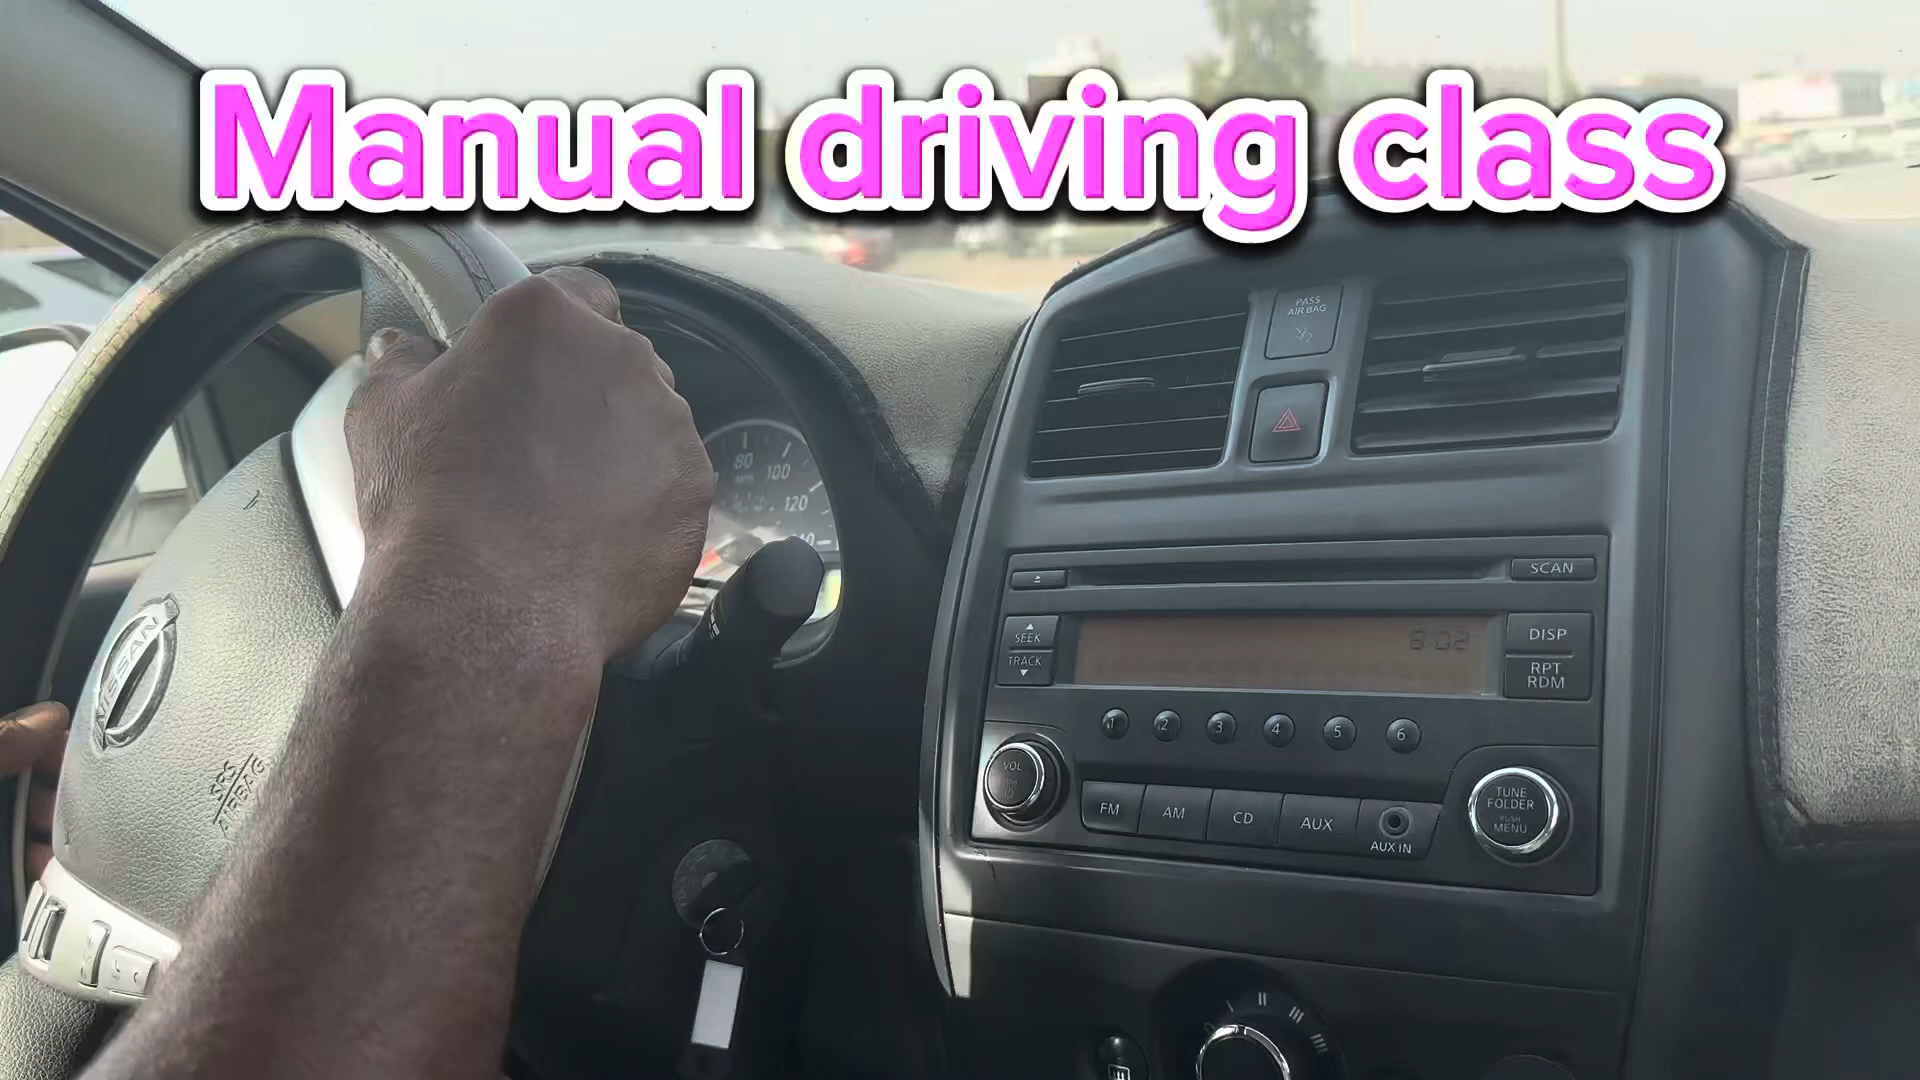 Manual driving class
PASS
AIR BAG
80
100
120
SCAN
SEEK
TRACK
6:02
DISP
RPT
RDM
1 2 3 4 5 6
NISSAN
SRS
AIRBAG
VOL
FM AM CD AUX
AUX IN
TUNE
FOLDER
PUSH
MENU